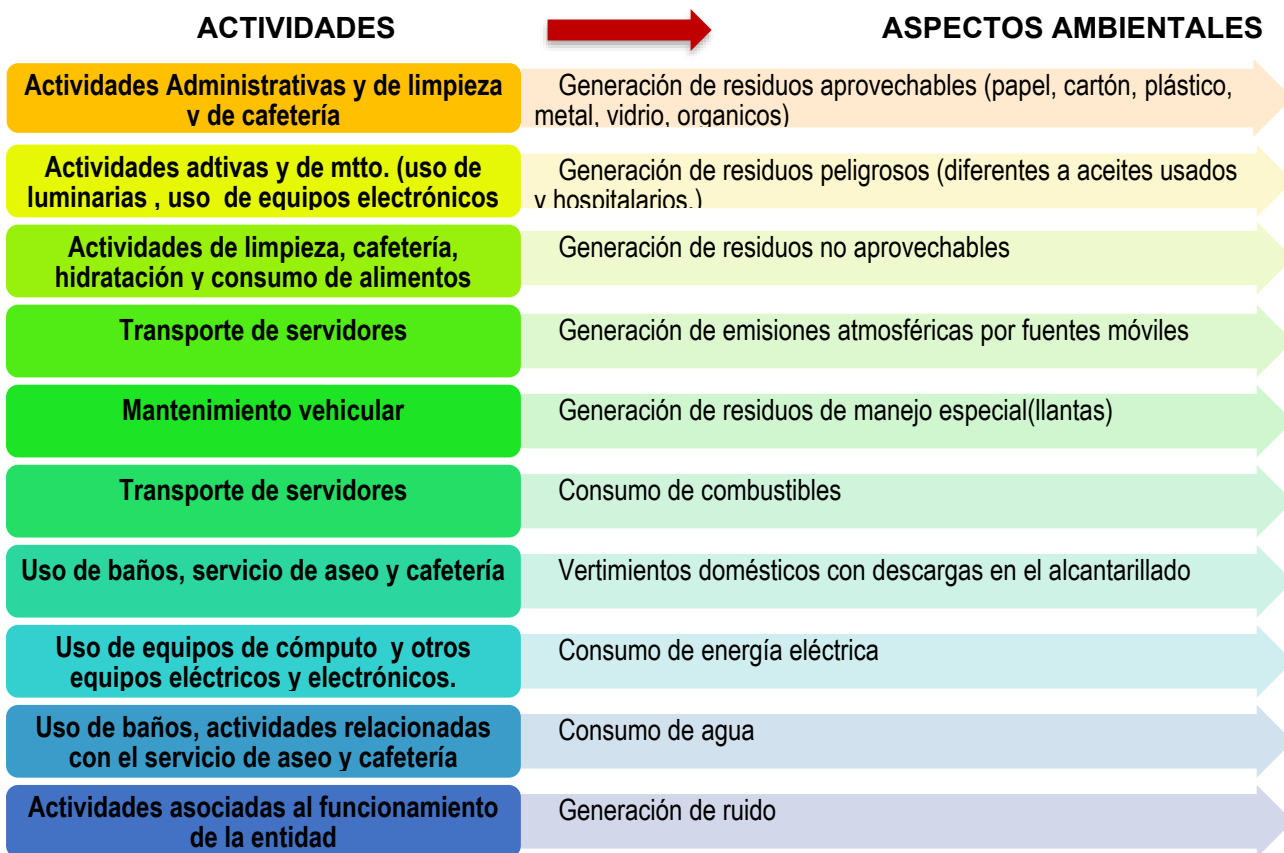 ACTIVIDADES
ASPECTOS AMBIENTALES
Actividades Administrativas y de limpieza
y de cafetería
Generación de residuos aprovechables (papel, cartón, plástico,
metal, vidrio, organicos)
Actividades adtivas y de mtto. (uso de
luminarias , uso de equipos electrónicos
Generación de residuos peligrosos (diferentes a aceites usados
y hospitalarios.)
Actividades de limpieza, cafetería,
hidratación y consumo de alimentos
Generación de residuos no aprovechables
Transporte de servidores
Generación de emisiones atmosféricas por fuentes móviles
Mantenimiento vehicular
Generación de residuos de manejo especial(llantas)
Transporte de servidores
Consumo de combustibles
Uso de baños, servicio de aseo y cafetería
Vertimientos domésticos con descargas en el alcantarillado
Uso de equipos de cómputo y otros
equipos eléctricos y electrónicos.
Consumo de energía eléctrica
Uso de baños, actividades relacionadas
con el servicio de aseo y cafetería
Consumo de agua
Actividades asociadas al funcionamiento
de la entidad
Generación de ruido